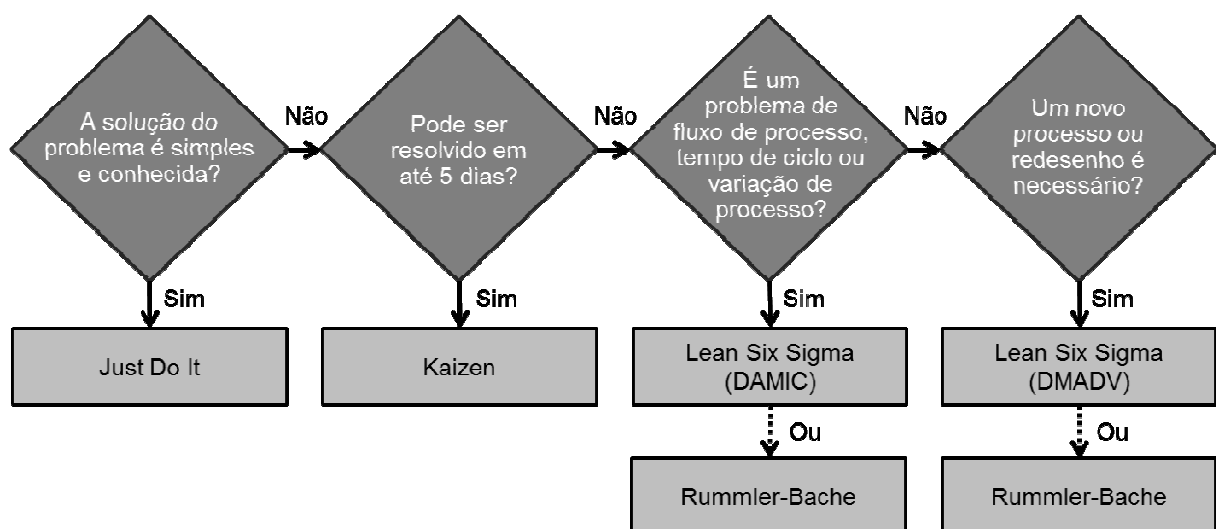 A solução do
problema é simples
e conhecida?
Não
Pode ser
resolvido em
até 5 dias?
Não
É um
problema de
fluxo de processo,
tempo de ciclo ou
variação de
processo?
Não
Um novo
processo ou
redesenho é
necessário?
Sim
Sim
Sim
Sim
Just Do It
Kaizen
Lean Six Sigma
(DAMIC)
Lean Six Sigma
(DMADV)
Ou
Ou
Rummler-Bache
Rummler-Bache